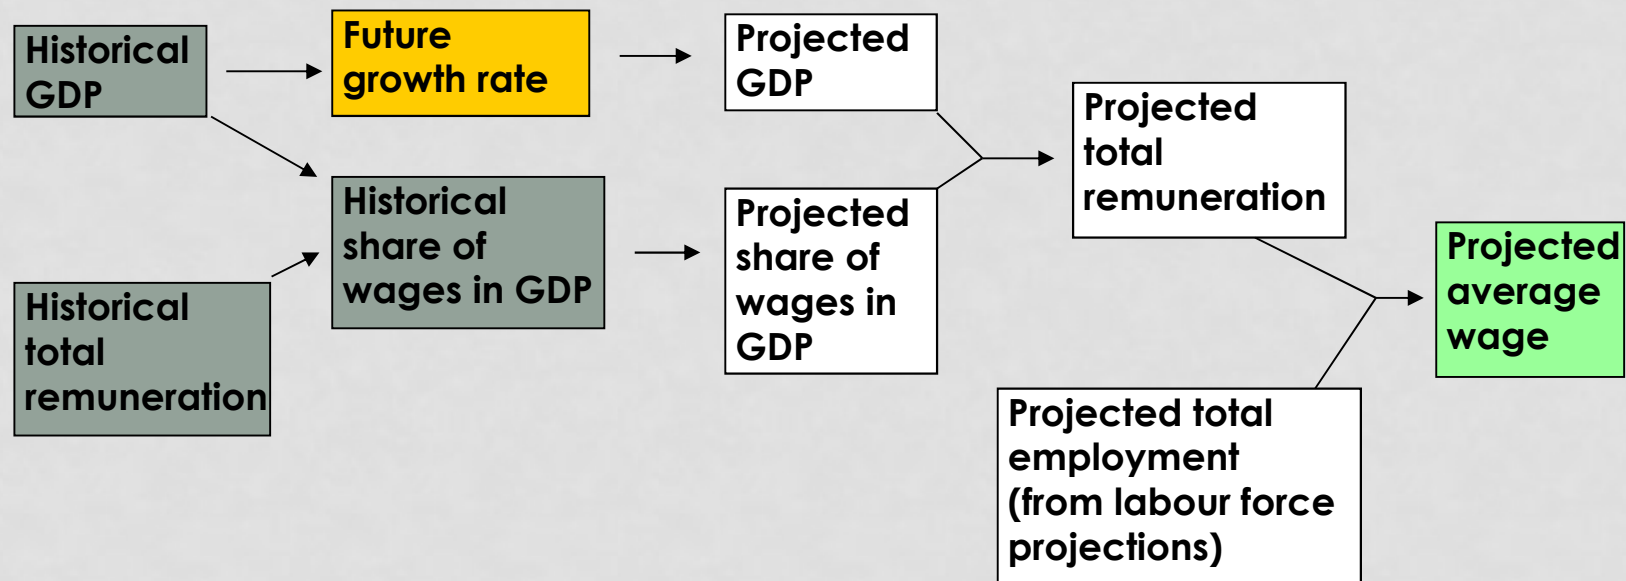 Historical
GDP
Future
growth rate
Projected
GDP
Historical
total
remuneration
Historical
share of
wages in GDP
Projected
share of
wages in
GDP
Projected
total
remuneration
Projected total
employment
(from labour force
projections)
Projected
average
wage